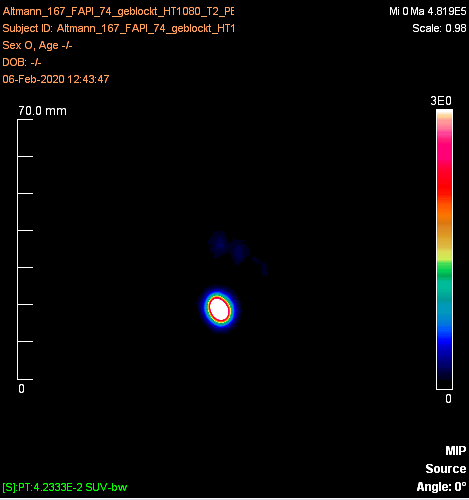 Altmann_167_FAPI_74_geblockt_HT1080_T2_PE
Mi 0 Ma 4.819E5
Subject ID: Altmann_167_FAPI_74_geblockt_HT1
Scale: 0.98
Sex O, Age -/-
DOB: -/-
06-Feb-2020 12:43:47
70.0 mm
3E0
0
0
MIP
Source
[S]:PT:4.2333E-2 SUV-bw
Angle: 0°